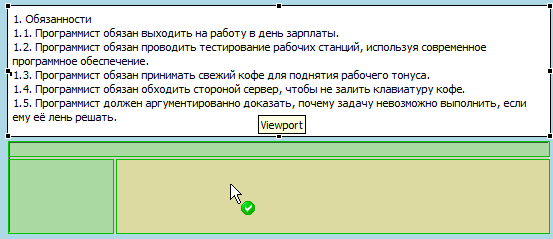 1. Обязанности
1.1. Программист обязан выходить на работу в день зарплаты.
1.2. Программист обязан проводить тестирование рабочих станций, используя современное
программное обеспечение.
1.3. Программист обязан принимать свежий кофе для поднятия рабочего тонуса.
1.4. Программист обязан обходить стороной сервер, чтобы не залить клавиатуру кофе.
1.5. Программист должен аргументированно доказать, почему задачу невозможно выполнить, если
ему её лень решать.
Viewport